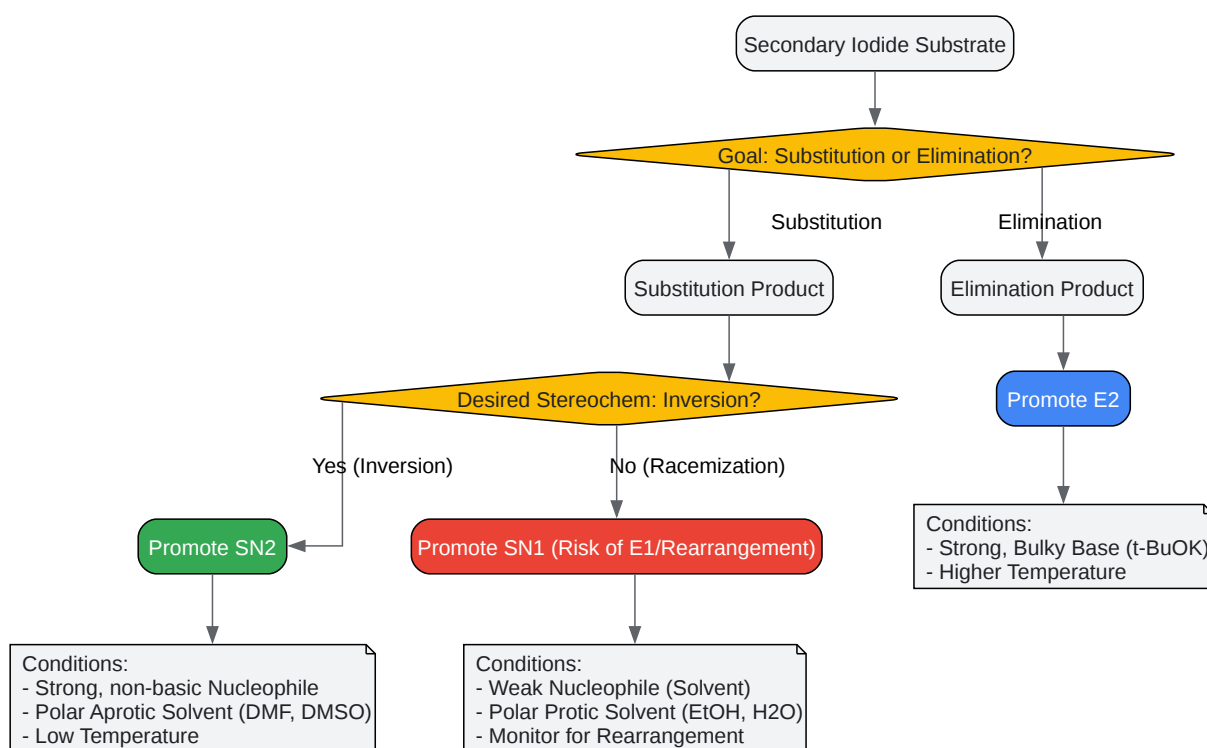 Secondary Iodide Substrate
Goal: Substitution or Elimination?
Substitution
Elimination
Substitution Product
Elimination Product
Desired Stereochem: Inversion?
Promote E2
Yes (Inversion)
No (Racemization)
Promote SN2
Promote SN1 (Risk of E1/Rearrangement)
Conditions:
- Strong, Bulky Base (t-BuOK)
- Higher Temperature
Conditions:
- Strong, non-basic Nucleophile
- Polar Aprotic Solvent (DMF, DMSO)
- Low Temperature
Conditions:
- Weak Nucleophile (Solvent)
- Polar Protic Solvent (EtOH, H2O)
- Monitor for Rearrangement